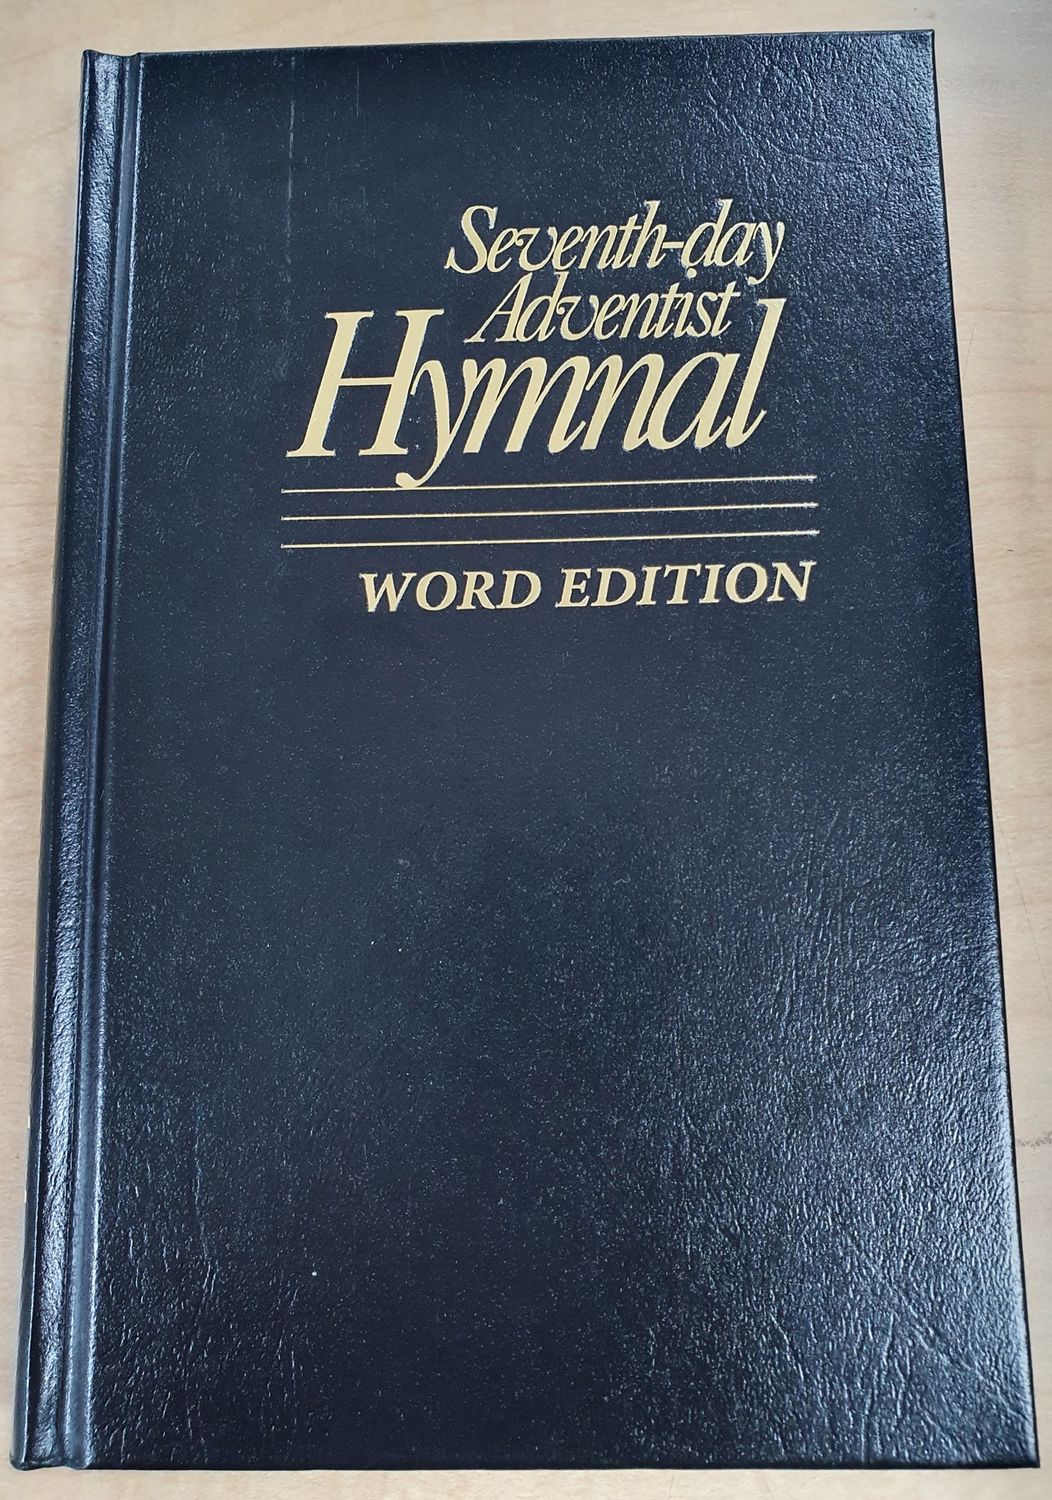 Seventh-day
Adventist
Hymnal
WORD EDITION